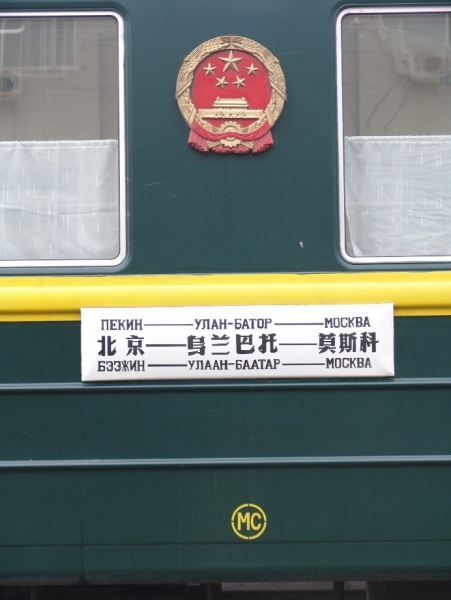 ПЕКИН — УЛАН-БАТОР — МОСКВА
北京 — 乌兰巴托 — 莫斯科
БЭЭЖИН — УЛААН-БААТАР — МОСКВА
МС